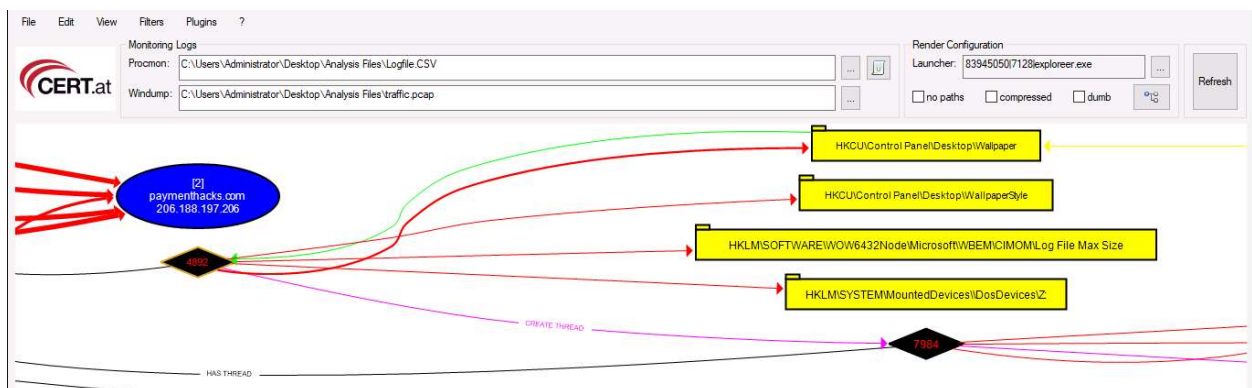 File Edit View Filters Plugins ?
CERT.at
Monitoring Logs
Procmon: C:\Users\Administrator\Desktop\Analysis Files\Logfile.CSV ...
Windump: C:\Users\Administrator\Desktop\Analysis Files\traffic.pcap ...
Render Configuration
Launcher: 83945050|7128|exploreer.exe ...
no paths compressed dumb
Refresh
[2]
paymenthacks.com
206.188.197.206
HKCU\Control Panel\Desktop\Wallpaper
HKCU\Control Panel\Desktop\WallpaperStyle
4892
HKLM\SOFTWARE\WOW6432Node\Microsoft\WBEM\CIMOM\Log File Max Size
HKLM\SYSTEM\MountedDevices\\DosDevices\Z:
CREATE THREAD
7984
HAS THREAD